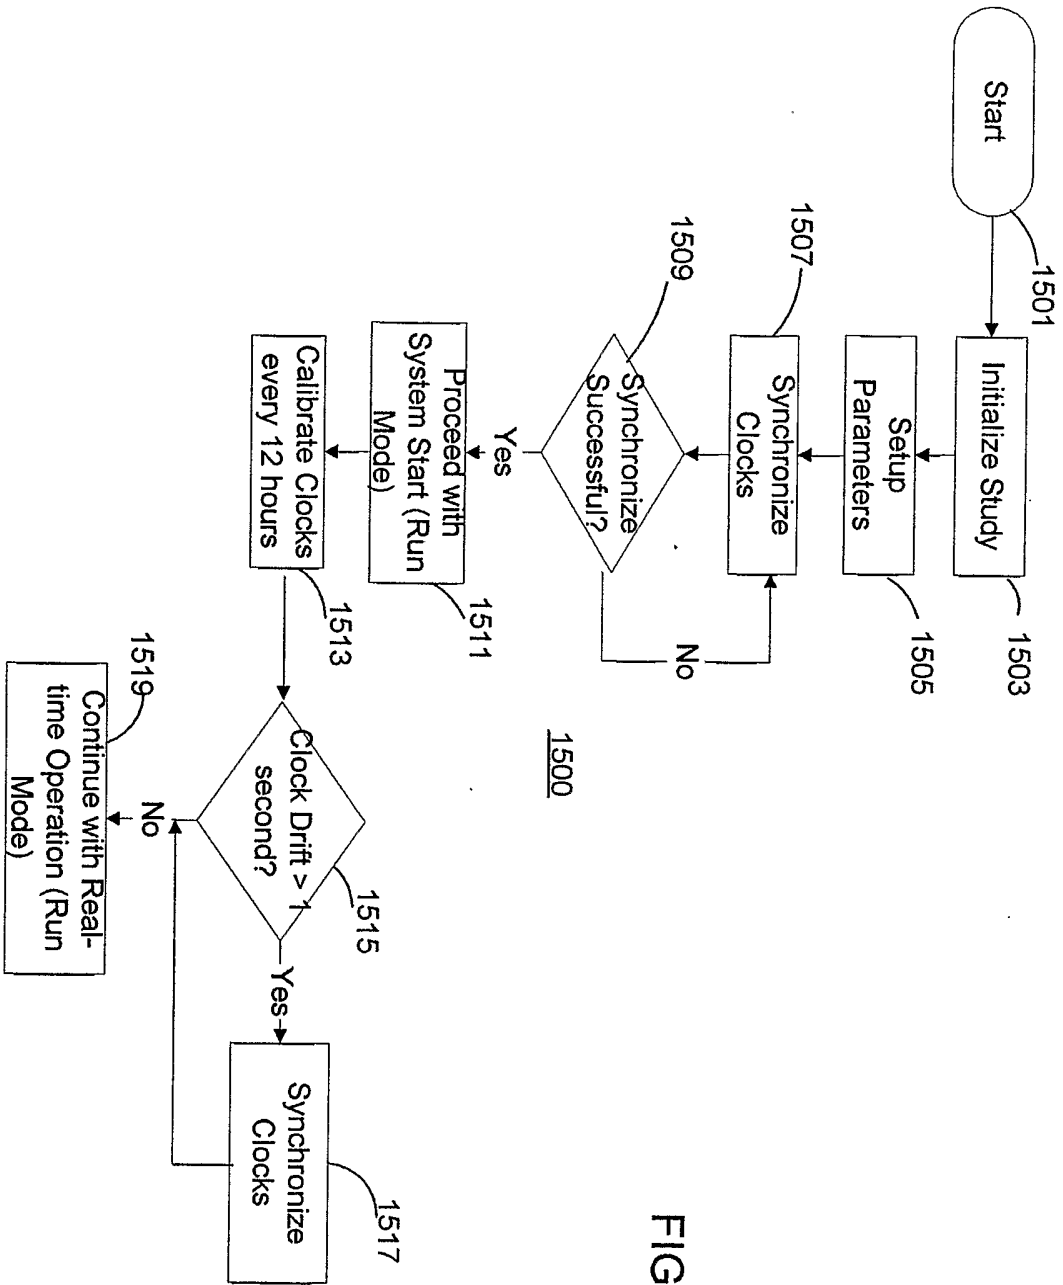 Start
1501
Initialize Study
1503
Setup
Parameters
1505
1507
Synchronize
Clocks
1509
Synchronize
Successful?
No
Yes
Proceed with
System Start (Run
Mode)
1511
Calibrate Clocks
every 12 hours
1513
Clock Drift > 1
second?
1515
Yes
Synchronize
Clocks
1517
No
1519
Continue with Real-
time Operation (Run
Mode)
1500
FIG